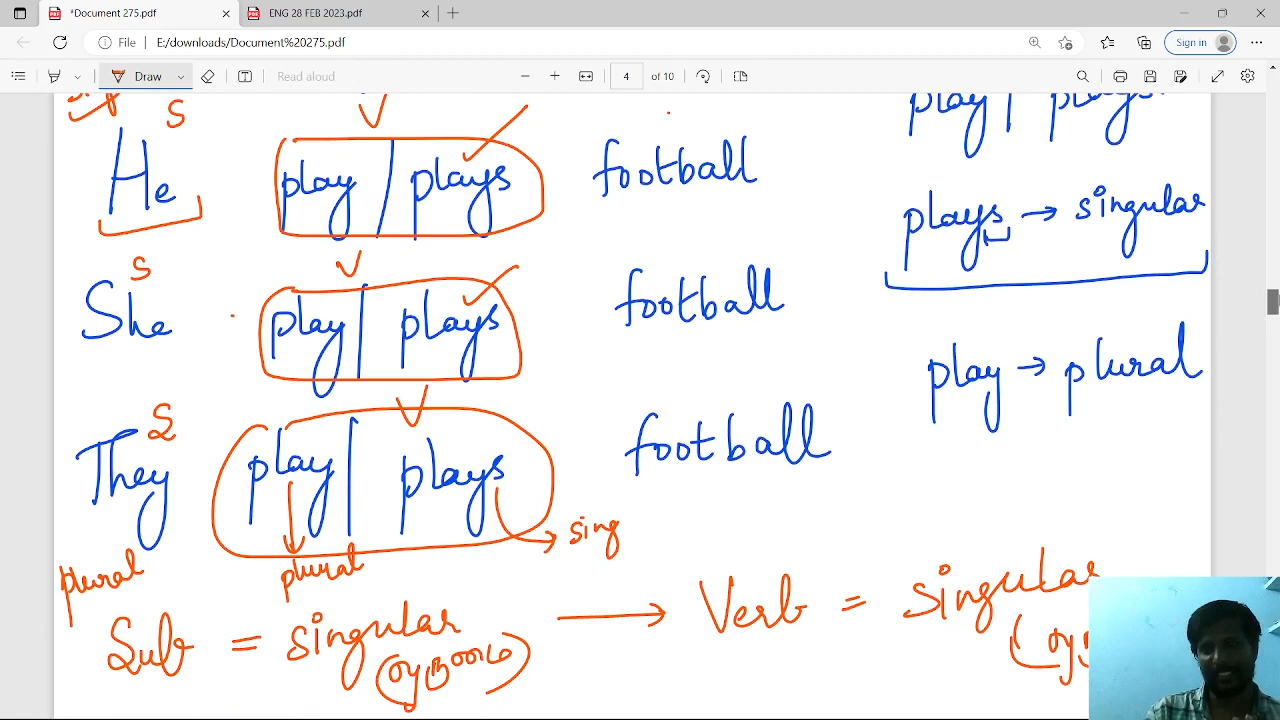 *Document 275.pdf
ENG 28 FEB 2023.pdf
File E:/downloads/Document%20275.pdf
Sign in
Draw Read aloud 4 of 10
play | plays
S V
He play / plays football
plays → singular
S V
She play | plays football
play → plural
S V
They play | plays football
sing
plural plural
Sub = singular → Verb = singular